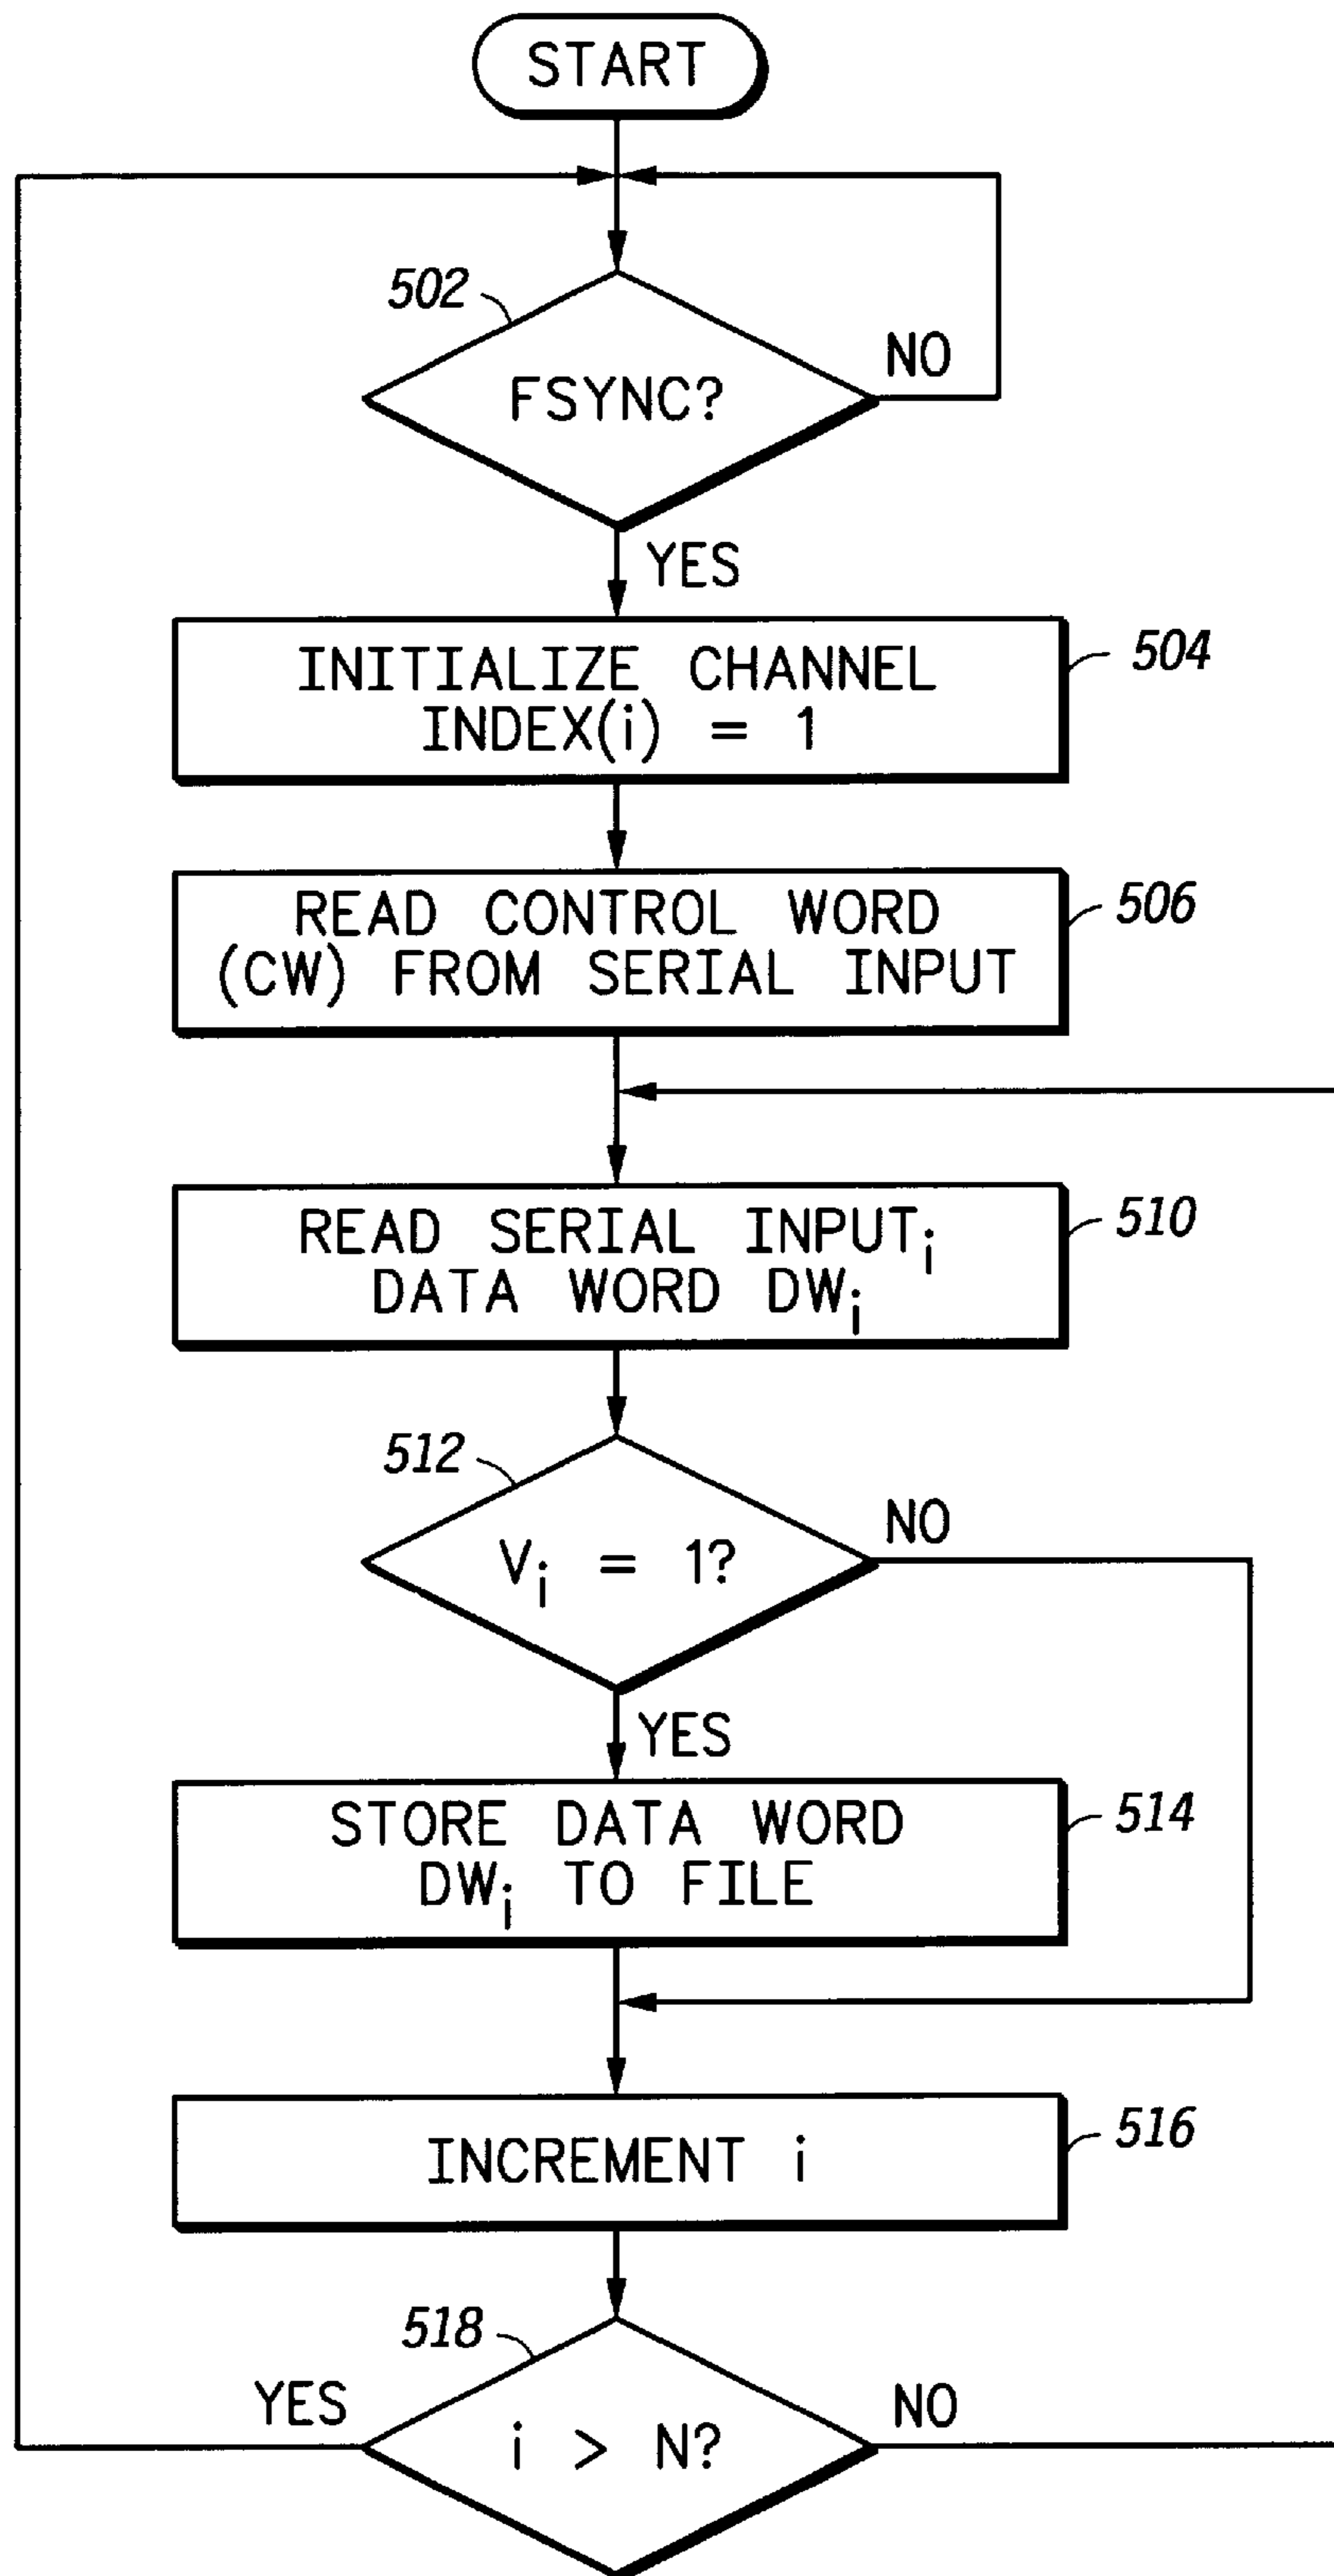 START
502
NO
FSYNC?
YES
INITIALIZE CHANNEL
INDEX(i) = 1
504
READ CONTROL WORD
(CW) FROM SERIAL INPUT
506
READ SERIAL INPUTi
DATA WORD DWi
510
512
NO
Vi = 1?
YES
STORE DATA WORD
DWi TO FILE
514
INCREMENT i
516
518
YES
NO
i > N?